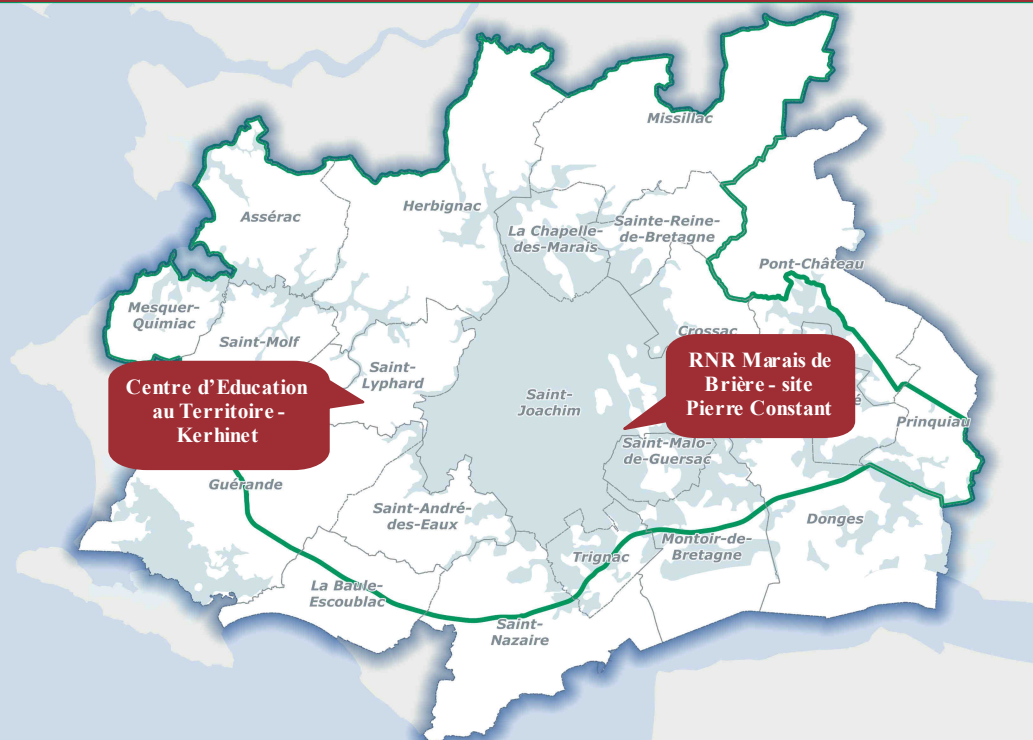 Missillac
Assérac
Herbignac
La Chapelle-
des-Marais
Sainte-Reine-
de-Bretagne
Pont-Château
Mesquer-
Quimiac
Saint-Molf
Crossac
Saint-
Lyphard
RNR Marais de
Brière - site
Pierre Constant
Centre d'Education
au Territoire -
Kerhinet
Saint-
Joachim
Prinquiau
Saint-Malo-
de-Guersac
Guérande
Saint-André-
des-Eaux
Donges
Montoir-de-
Bretagne
Trignac
La Baule-
Escoublac
Saint-
Nazaire